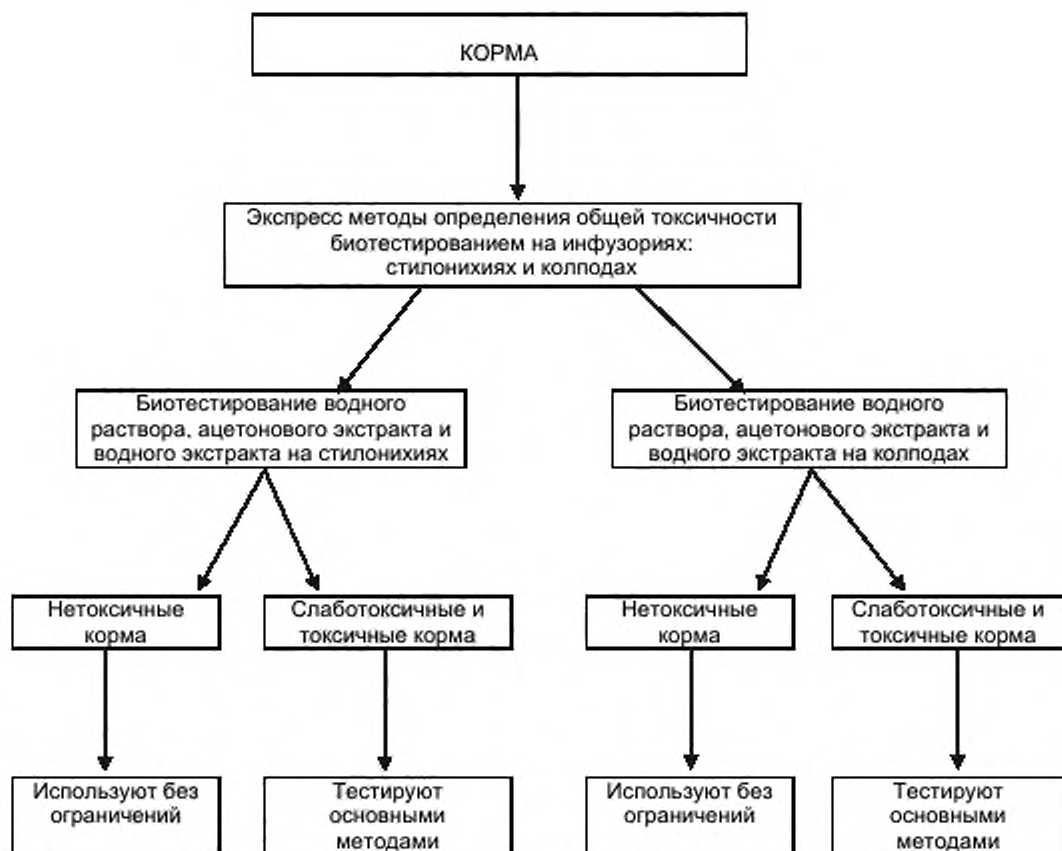 КОРМА
Экспресс методы определения общей токсичности
биотестированием на инфузориях:
стилонихиях и колподах
Биотестирование водного
раствора, ацетонового экстракта и
водного экстракта на стилонихиях
Биотестирование водного
раствора, ацетонового экстракта и
водного экстракта на колподах
Нетоксичные
корма
Слаботоксичные и
токсичные корма
Нетоксичные
корма
Слаботоксичные и
токсичные корма
Используют без
ограничений
Тестируют
основными
методами
Используют без
ограничений
Тестируют
основными
методами